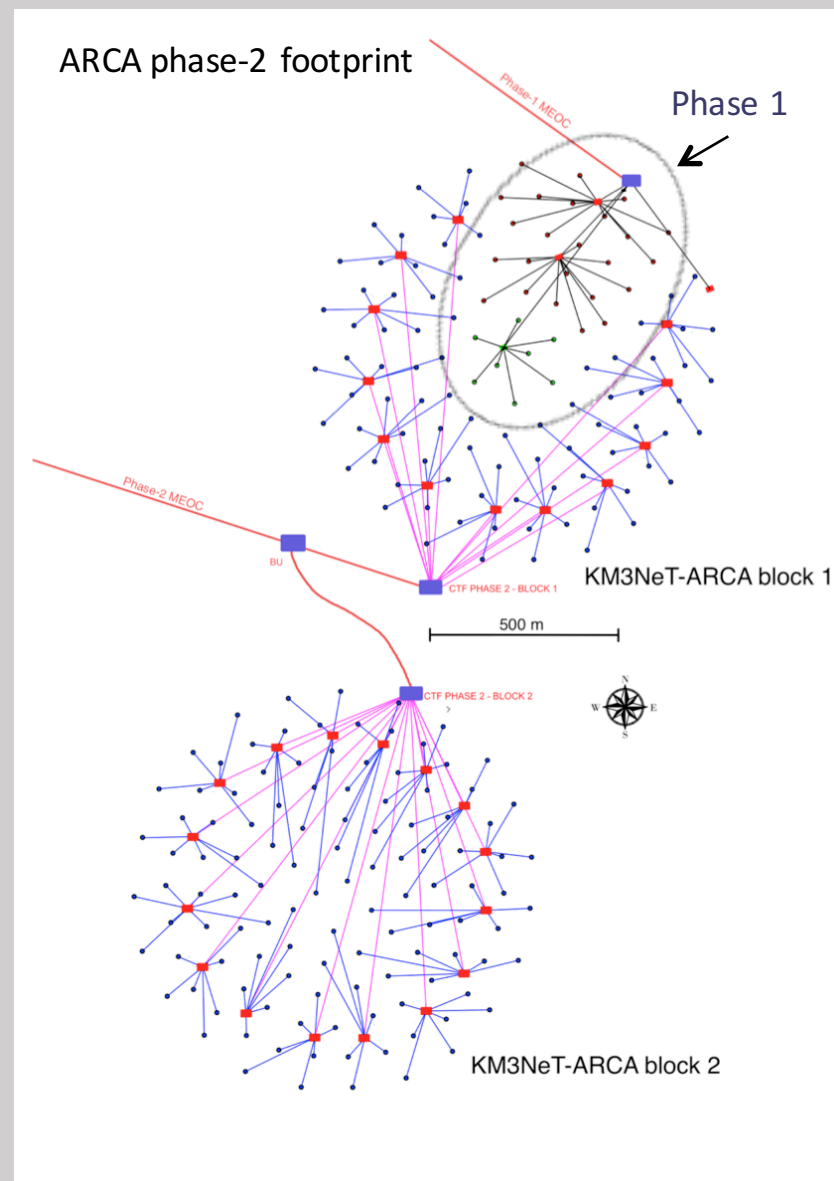 ARCA phase-2 footprint
Phase-1 MEOC
Phase 1
Phase-2 MEOC
BU
CTF PHASE 2 - BLOCK 1
KM3NeT-ARCA block 1
500 m
CTF PHASE 2 - BLOCK 2
N
W
E
S
KM3NeT-ARCA block 2